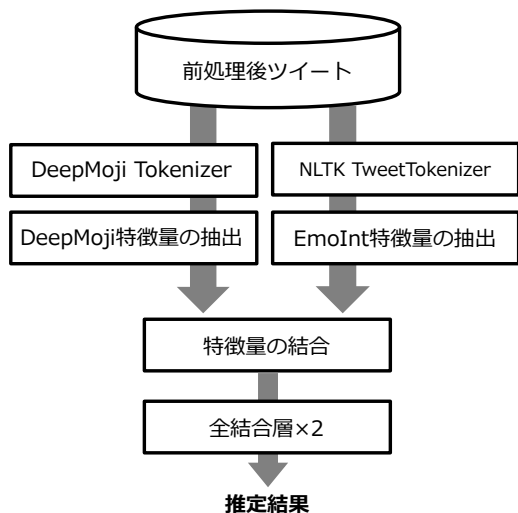 前処理後ツイート
DeepMoji Tokenizer
NLTK TweetTokenizer
DeepMoji特徴量の抽出
EmoInt特徴量の抽出
特徴量の結合
全結合層×2
推定結果